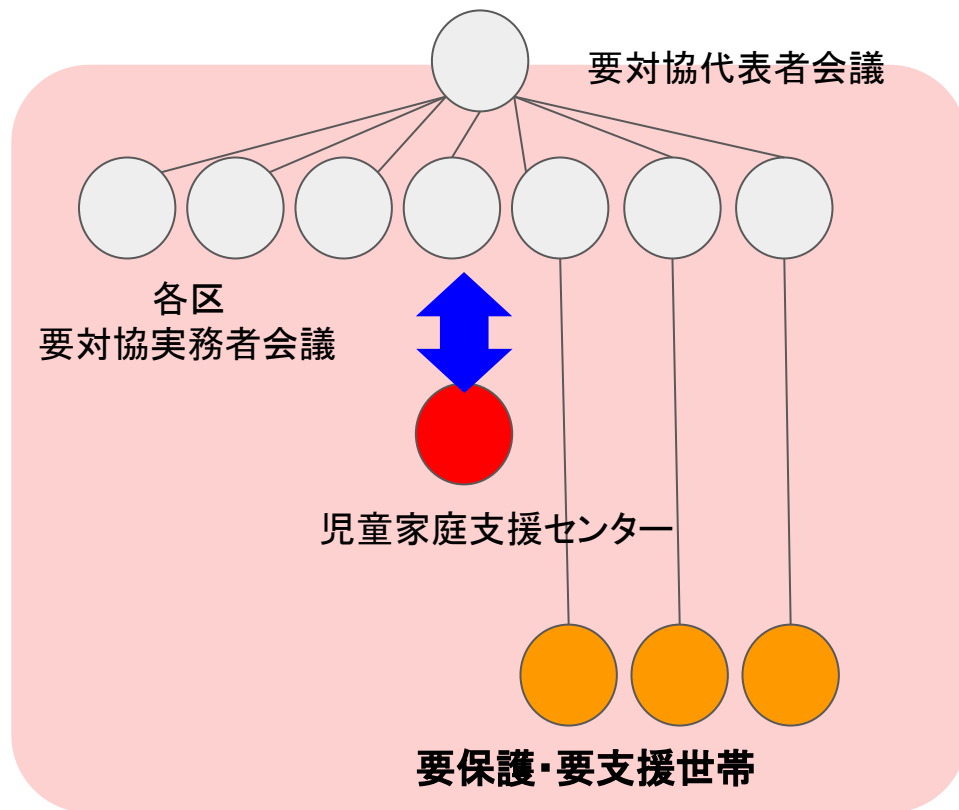 要対協代表者会議
各区
要対協実務者会議
児童家庭支援センター
要保護・要支援世帯